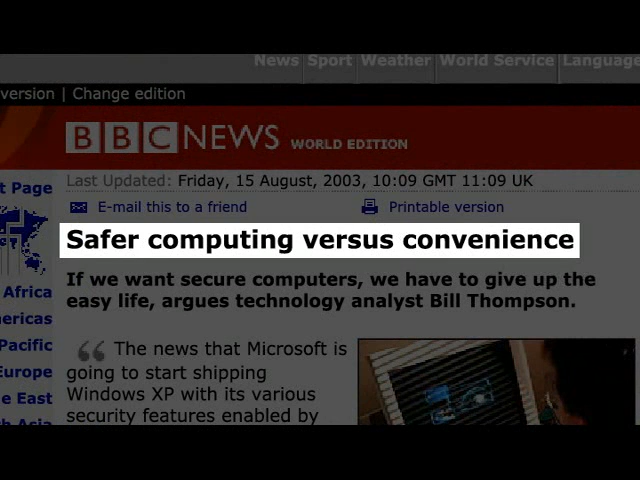 News Sport Weather World Service Language
version | Change edition
BBC NEWS WORLD EDITION
t Page
Last Updated: Friday, 15 August, 2003, 10:09 GMT 11:09 UK
E-mail this to a friend Printable version
Safer computing versus convenience
If we want secure computers, we have to give up the
easy life, argues technology analyst Bill Thompson.
Africa
mericas
Pacific
Europe
e East
th Asia
The news that Microsoft is
going to start shipping
Windows XP with its various
security features enabled by